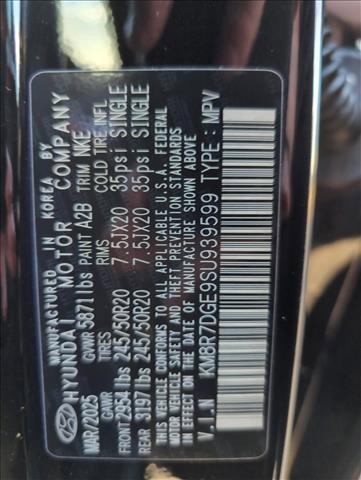 MANUFACTURED IN KOREA BY
HYUNDAI MOTOR COMPANY
MAR/2025 GVWR 5871 lbs PAINT A2B TRIM NKE
TIRES RIMS COLD TIRE INFL
FRONT 2954 lbs 245/50R20 7.5JX20 35psi SINGLE
REAR 3197 lbs 245/50R20 7.5JX20 35psi SINGLE
THIS VEHICLE CONFORMS TO ALL APPLICABLE U.S.A FEDERAL
MOTOR VEHICLE SAFETY AND THEFT PREVENTION STANDARDS
IN EFFECT ON THE DATE OF MANUFACTURE SHOWN ABOVE.
V.I.N KM8R7DGE9SU939599 TYPE: MPV